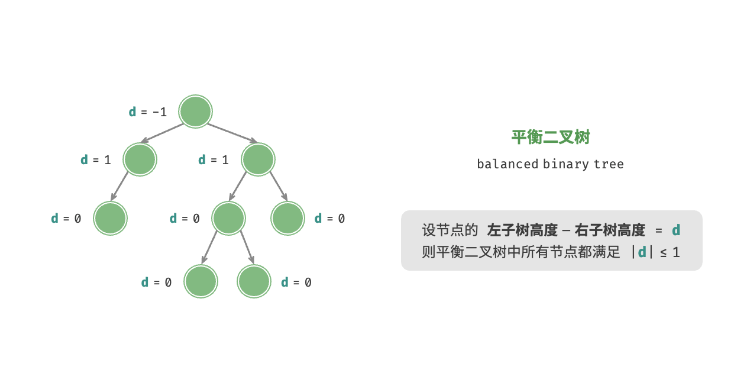 d = -1
d = 1
d = 1
d = 0
d = 0
d = 0
d = 0
d = 0
平衡二叉树
balanced binary tree
设节点的 左子树高度 – 右子树高度 = d
则平衡二叉树中所有节点都满足 |d| ≤ 1